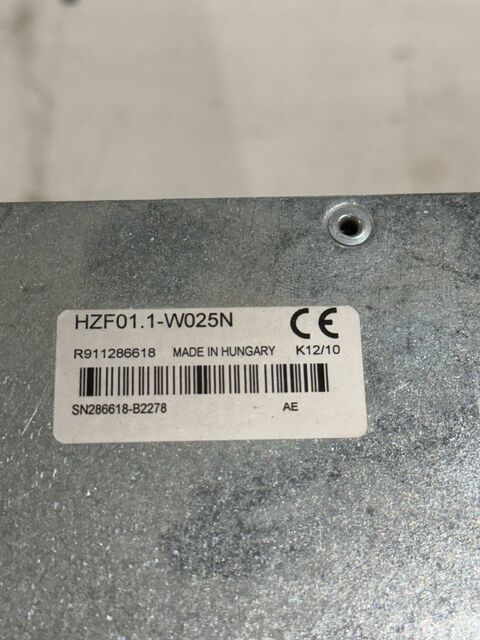 HZF01.1-W025N CE
R911286618 MADE IN HUNGARY K12/10
SN286618-B2278 AE